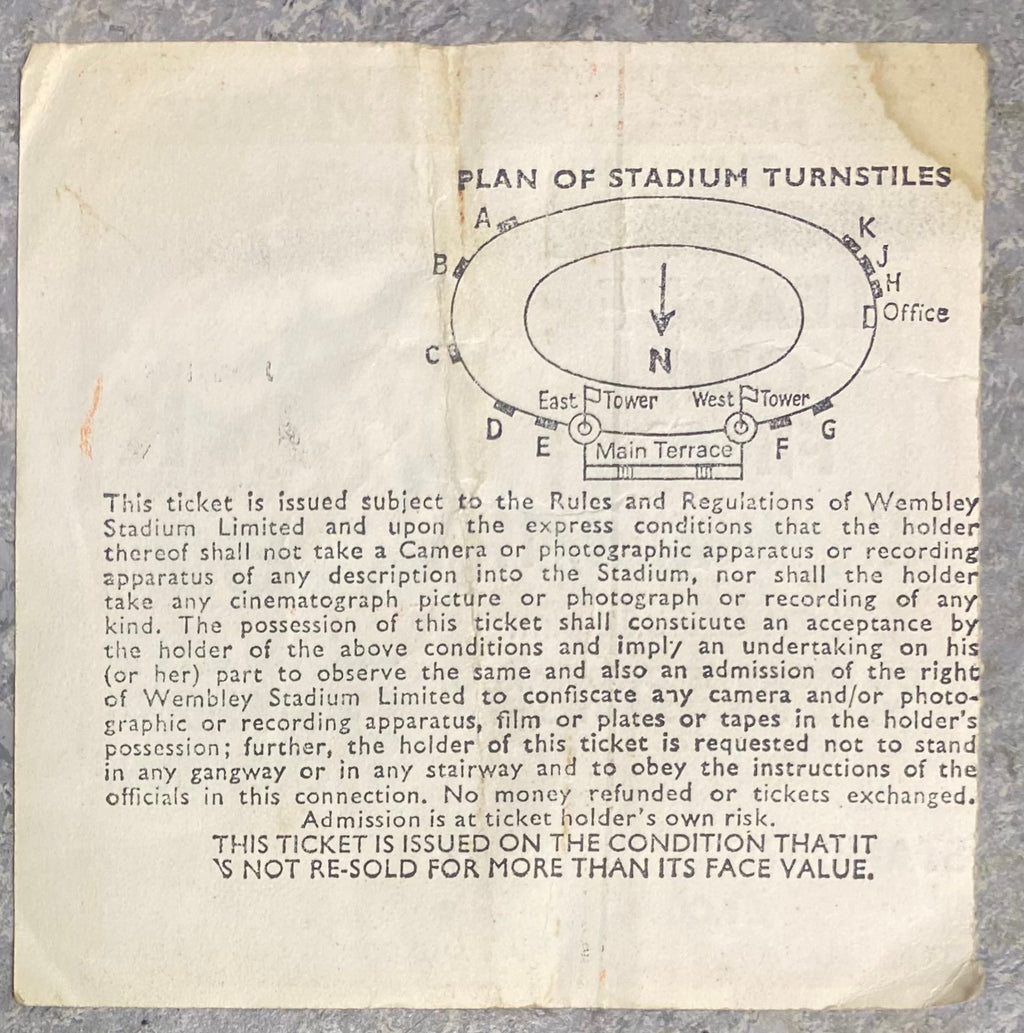 PLAN OF STADIUM TURNSTILES
A
K
B
J
H
Office
C
N
East Tower
West Tower
D
E
F
G
Main Terrace
This ticket is issued subject to the Rules and Regulations of Wembley
Stadium Limited and upon the express conditions that the holder
thereof shall not take a Camera or photographic apparatus or recording
apparatus of any description into the Stadium, nor shall the holder
take any cinematograph picture or photograph or recording of any
kind. The possession of this ticket shall constitute an acceptance by
the holder of the above conditions and imply an undertaking on his
(or her) part to observe the same and also an admission of the right
of Wembley Stadium Limited to confiscate any camera and/or photo-
graphic or recording apparatus, film or plates or tapes in the holder's
possession; further, the holder of this ticket is requested not to stand
in any gangway or in any stairway and to obey the instructions of the
officials in this connection. No money refunded or tickets exchanged.
Admission is at ticket holder's own risk.
THIS TICKET IS ISSUED ON THE CONDITION THAT IT
IS NOT RE-SOLD FOR MORE THAN ITS FACE VALUE.